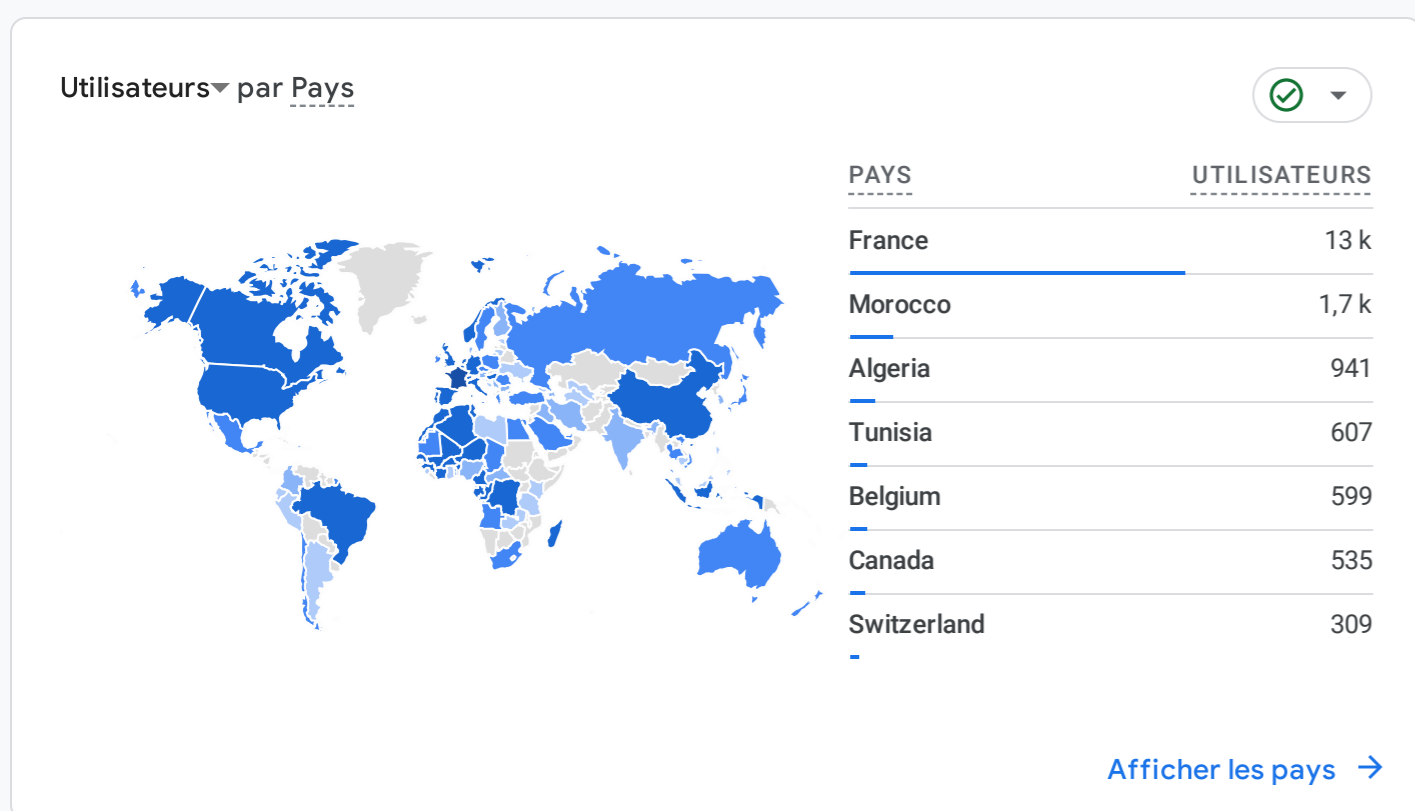 Utilisateurs par Pays
PAYS UTILISATEURS
France 13 k
Morocco 1,7 k
Algeria 941
Tunisia 607
Belgium 599
Canada 535
Switzerland 309
Afficher les pays